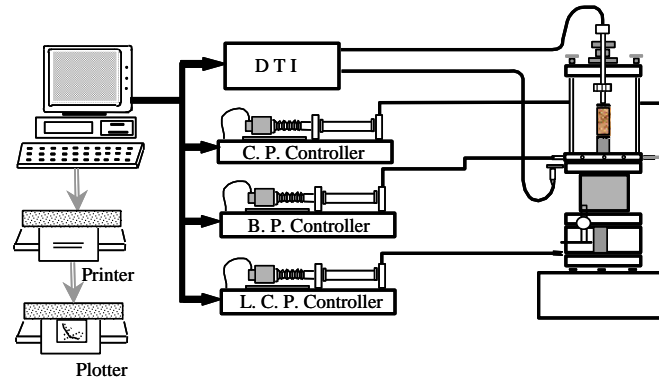 D T I
C. P. Controller
B. P. Controller
L. C. P. Controller
Printer
Plotter